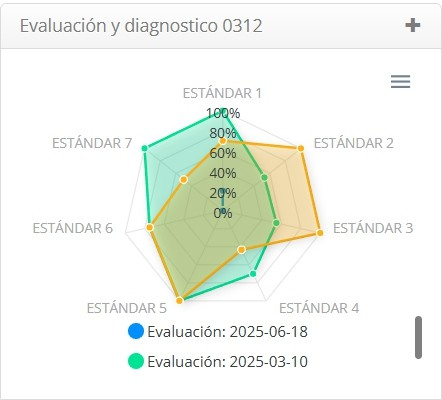 Evaluación y diagnostico 0312
ESTÁNDAR 1
100%
ESTÁNDAR 7
80%
ESTÁNDAR 2
60%
40%
20%
0%
ESTÁNDAR 6
ESTÁNDAR 3
ESTÁNDAR 5
ESTÁNDAR 4
Evaluación: 2025-06-18
Evaluación: 2025-03-10